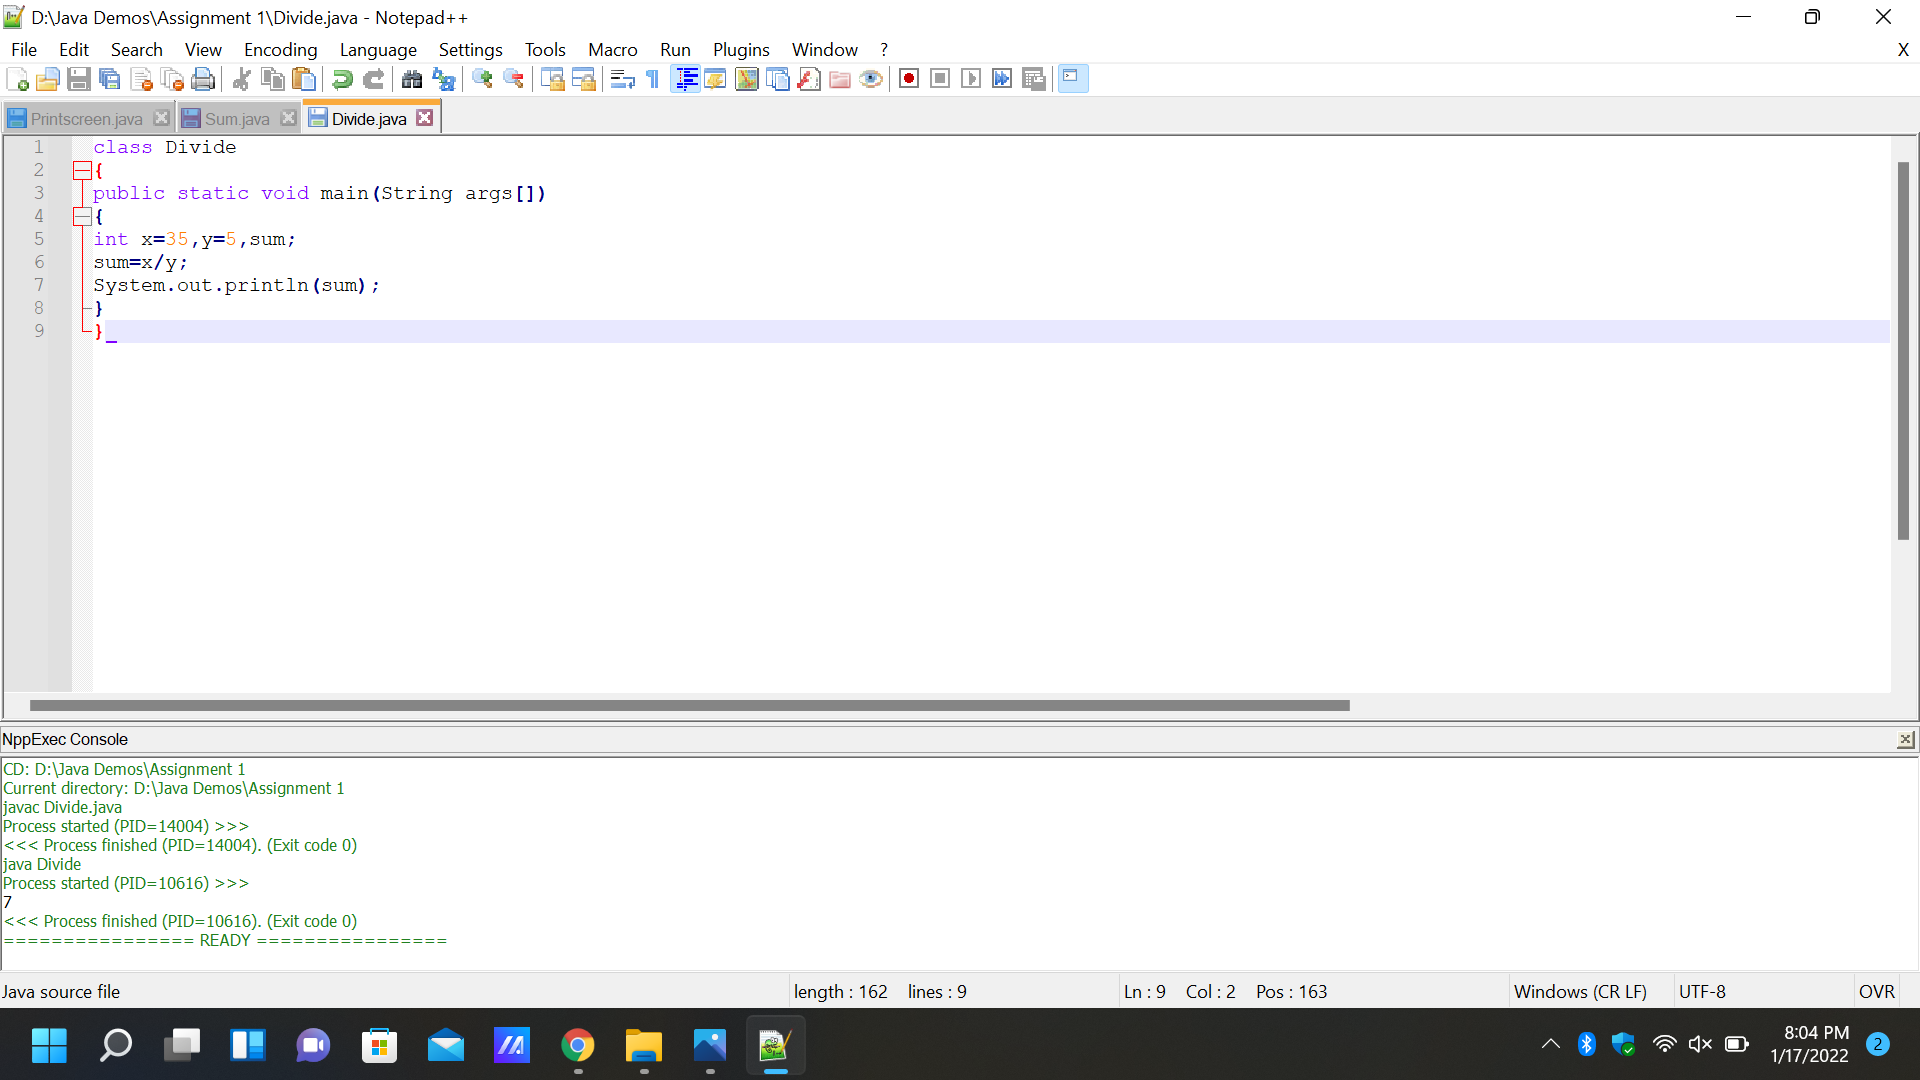 D:\Java Demos\Assignment 1\Divide.java - Notepad++
File Edit Search View Encoding Language Settings Tools Macro Run Plugins Window ? X
Printscreen.java Sum.java Divide.java
1 class Divide
2 {
3 public static void main(String args[])
4 {
5 int x=35,y=5,sum;
6 sum=x/y;
7 System.out.println(sum);
8 }
9 }
NppExec Console
CD: D:\Java Demos\Assignment 1
Current directory: D:\Java Demos\Assignment 1
javac Divide.java
Process started (PID=14004) >>>
<<< Process finished (PID=14004). (Exit code 0)
java Divide
Process started (PID=10616) >>>
7
<<< Process finished (PID=10616). (Exit code 0)
================ READY ================
Java source file length : 162 lines : 9 Ln : 9 Col : 2 Pos : 163 Windows (CR LF) UTF-8 OVR
8:04 PM
1/17/2022
2